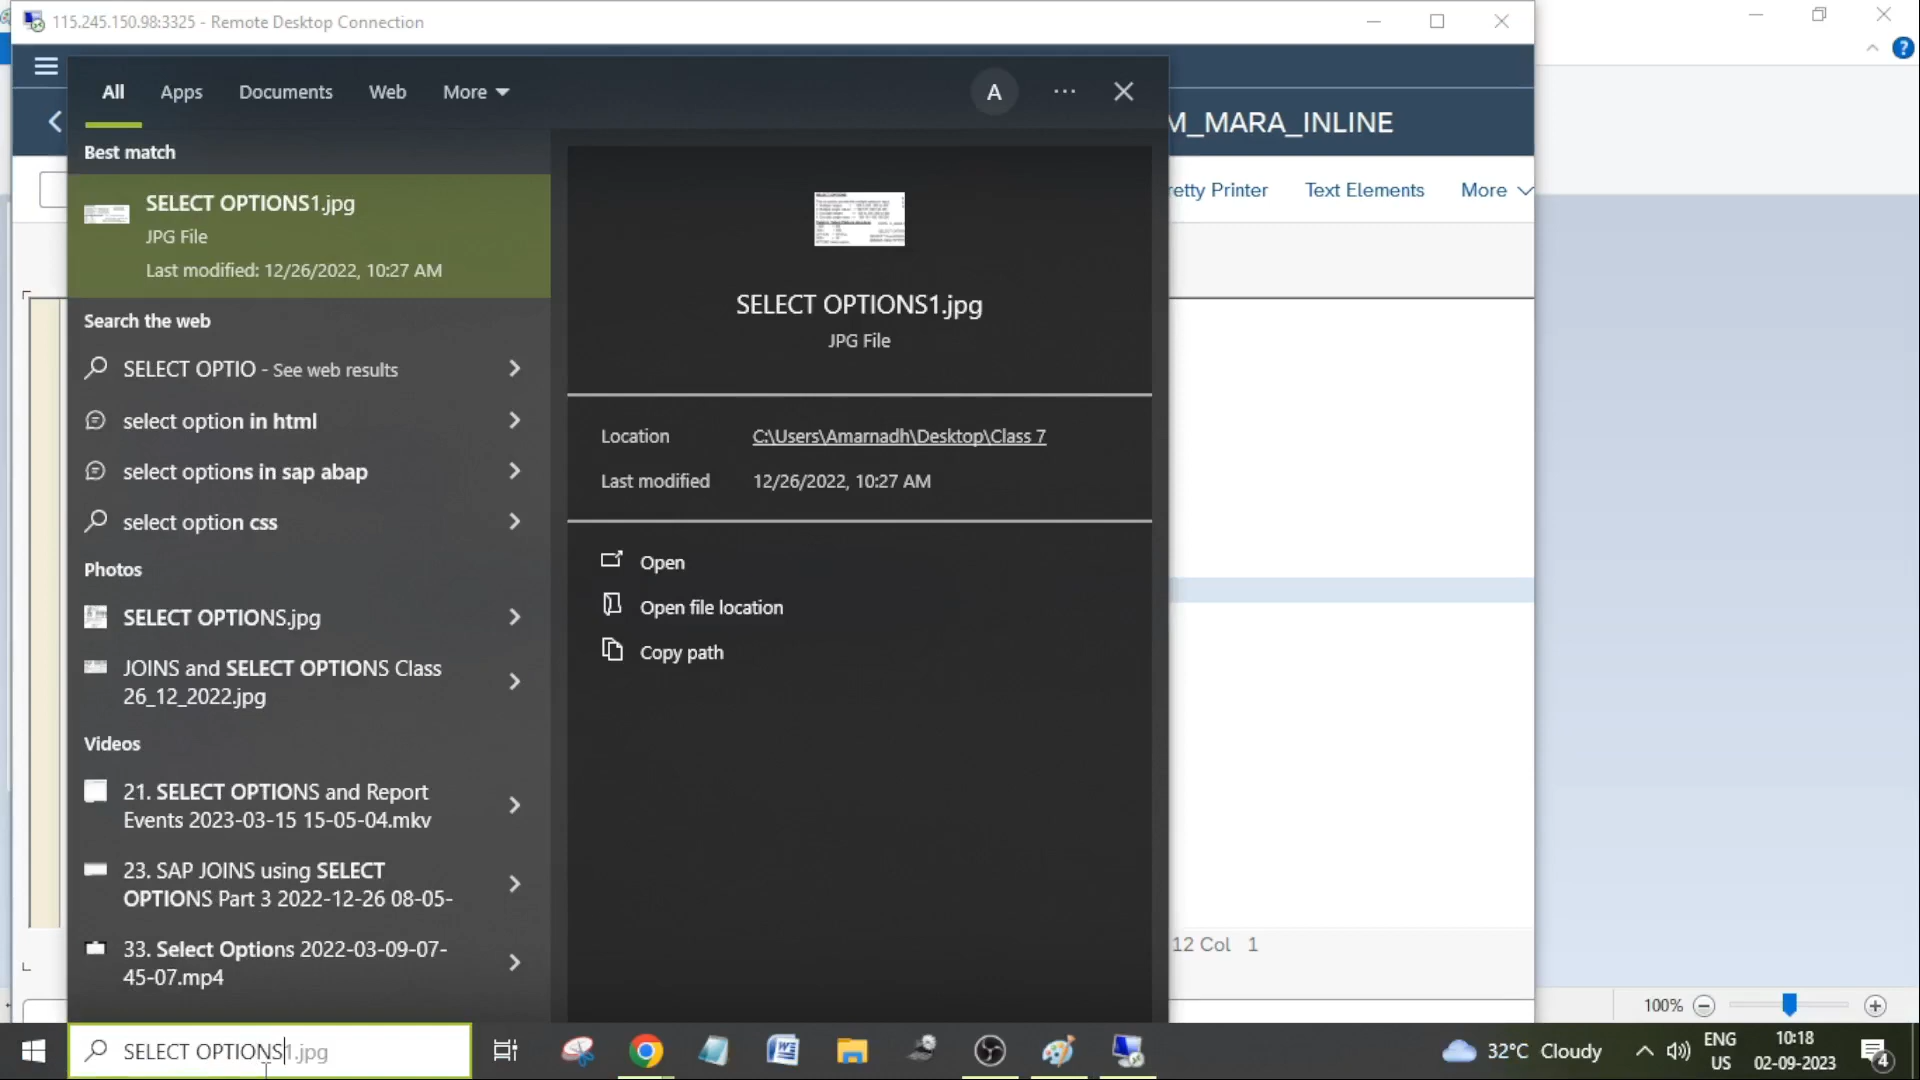 115.245.150.98:3325 - Remote Desktop Connection
All Apps Documents Web More
A
M_MARA_INLINE
Best match
SELECT OPTIONS1.jpg
JPG File
Last modified: 12/26/2022, 10:27 AM
Search the web
SELECT OPTIO - See web results
select option in html
select options in sap abap
select option css
Photos
SELECT OPTIONS.jpg
JOINS and SELECT OPTIONS Class
26_12_2022.jpg
Videos
21. SELECT OPTIONS and Report
Events 2023-03-15 15-05-04.mkv
23. SAP JOINS using SELECT
OPTIONS Part 3 2022-12-26 08-05-
33. Select Options 2022-03-09-07-
45-07.mp4
SELECT OPTIONS1.jpg
JPG File
Location C:\Users\Amarnadh\Desktop\Class 7
Last modified 12/26/2022, 10:27 AM
Open
Open file location
Copy path
etty Printer Text Elements More
12 Col 1
100%
SELECT OPTIONS1.jpg
32°C Cloudy
ENG
US
10:18
02-09-2023
4